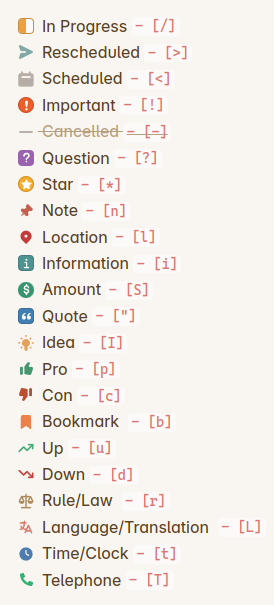 In Progress - [/]
Rescheduled - [>]
Scheduled - [<]
Important - [!]
Cancelled - [-]
Question - [?]
Star - [*]
Note - [n]
Location - [l]
Information - [i]
Amount - [S]
Quote - ["]
Idea - [I]
Pro - [p]
Con - [c]
Bookmark - [b]
Up - [u]
Down - [d]
Rule/Law - [r]
Language/Translation - [L]
Time/Clock - [t]
Telephone - [T]